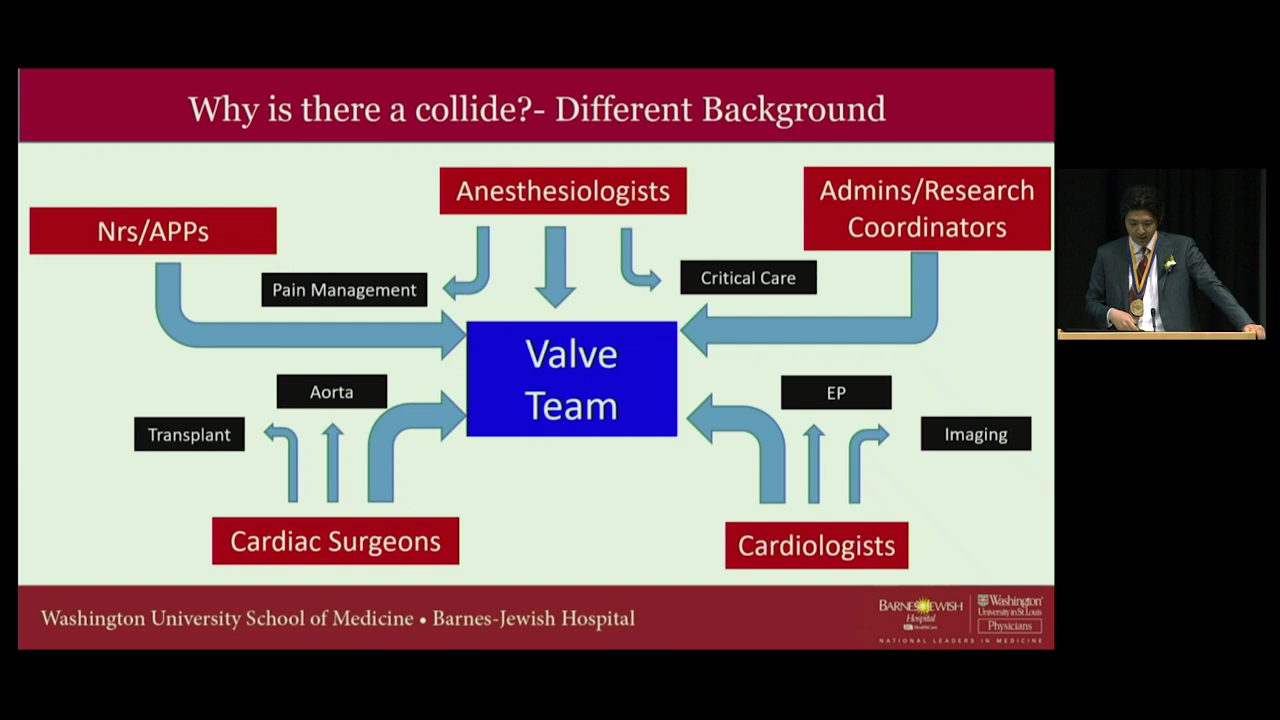 Why is there a collide?- Different Background
Anesthesiologists
Admins/Research
Coordinators
Nrs/APPs
Pain Management
Critical Care
Valve
Team
Aorta
EP
Transplant
Imaging
Cardiac Surgeons
Cardiologists
Washington University School of Medicine • Barnes-Jewish Hospital
BARNES JEWISH
Hospital
BJC HealthCare
Washington
University in St. Louis
Physicians
NATIONAL LEADERS IN MEDICINE